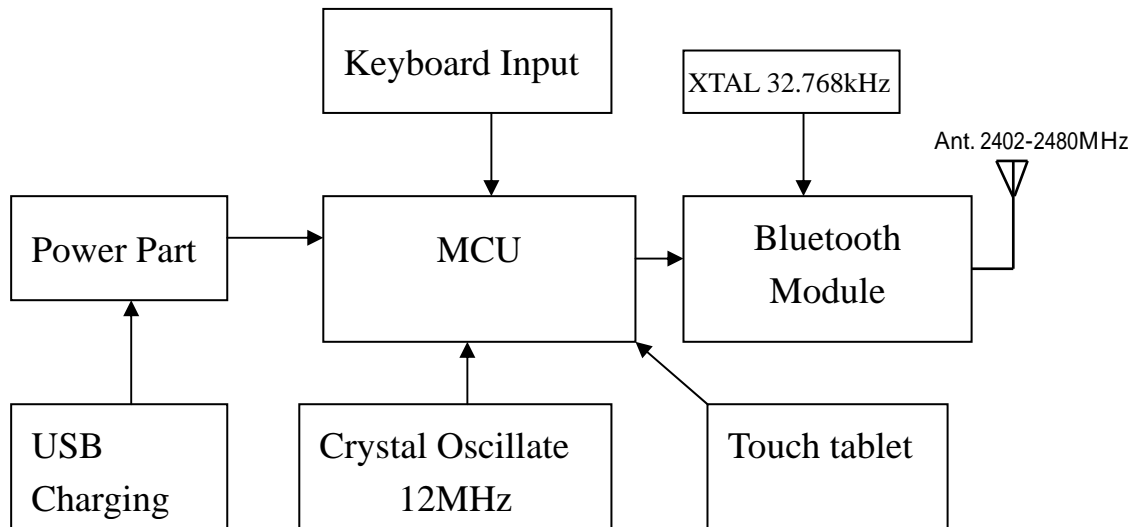 Keyboard Input
XTAL 32.768kHz
Ant. 2402-2480MHz
Power Part
MCU
Bluetooth
Module
USB
Charging
Crystal Oscillate
12MHz
Touch tablet